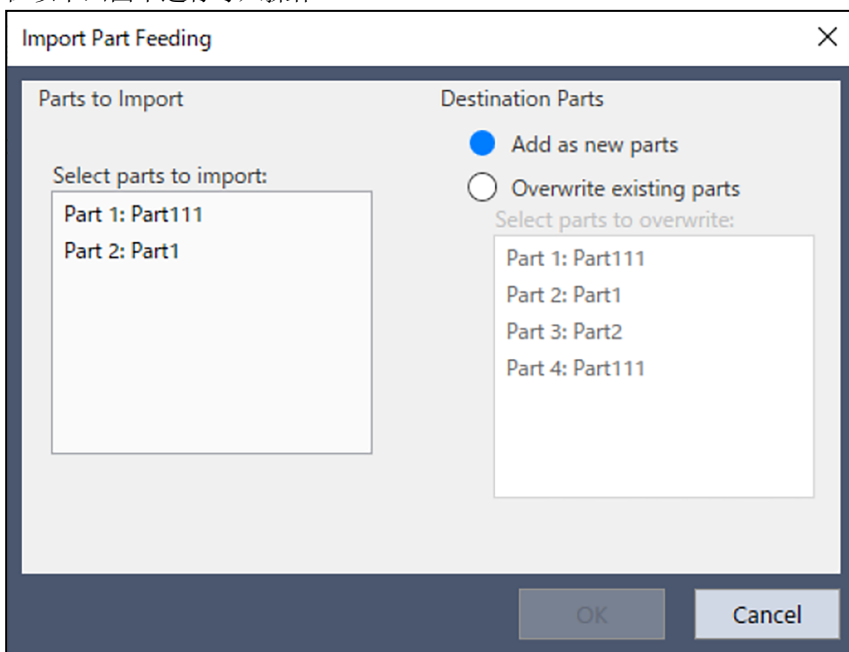 Import Part Feeding
Parts to Import
Select parts to import:
Part 1: Part111
Part 2: Part1
Destination Parts
Add as new parts
Overwrite existing parts
Select parts to overwrite:
Part 1: Part111
Part 2: Part1
Part 3: Part2
Part 4: Part111
OK
Cancel